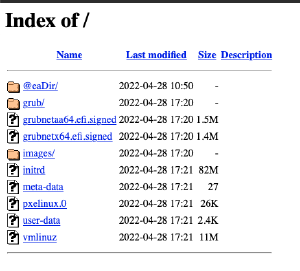 Index of /
Name Last modified Size Description
@eaDir/ 2022-04-28 10:50 -
grub/ 2022-04-28 17:20 -
grubnetaa64.efi.signed 2022-04-28 17:20 1.5M
grubnetx64.efi.signed 2022-04-28 17:20 1.4M
images/ 2022-04-28 17:20 -
initrd 2022-04-28 17:21 82M
meta-data 2022-04-28 17:21 27
pxelinux.0 2022-04-28 17:21 26K
user-data 2022-04-28 17:21 2.4K
vmlinuz 2022-04-28 17:21 11M